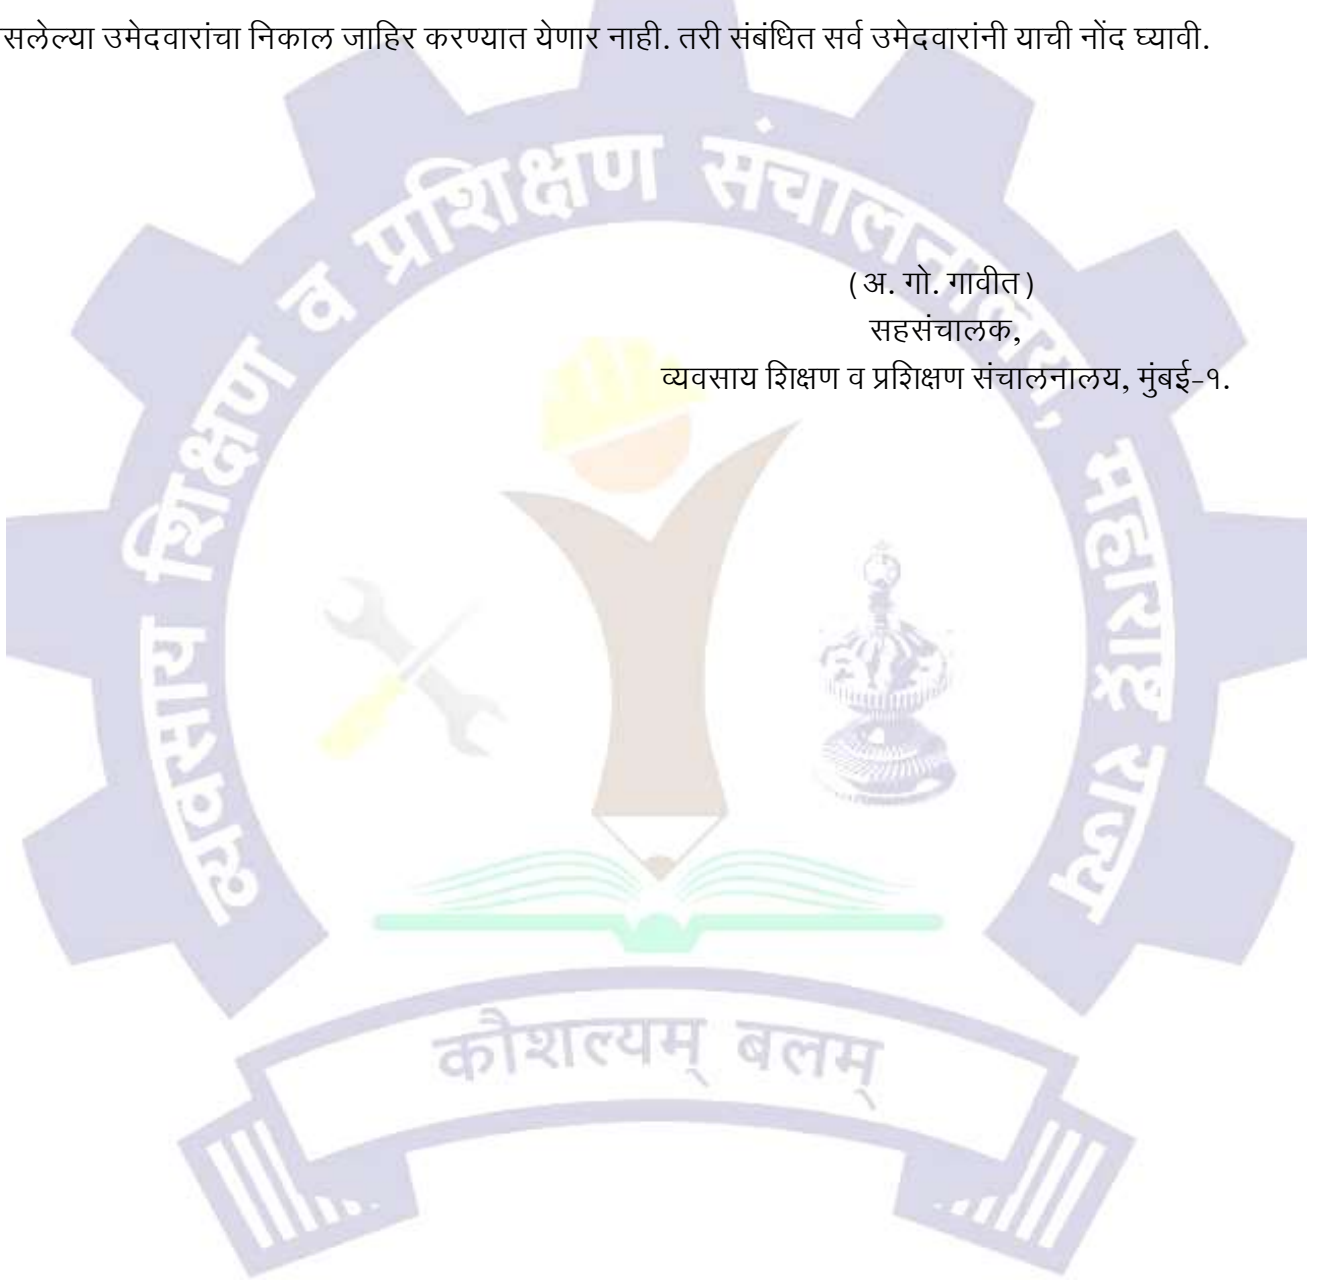 सलेल्या उमेदवारांचा निकाल जाहिर करण्यात येणार नाही. तरी संबंधित सर्व उमेदवारांनी याची नोंद घ्यावी.
(अ. गो. गावीत)
सहसंचालक,
व्यवसाय शिक्षण व प्रशिक्षण संचालनालय, मुंबई-१.
व्यवसाय शिक्षण व प्रशिक्षण संचालनालय, महाराष्ट्र राज्य
कौशल्यम् बलम्